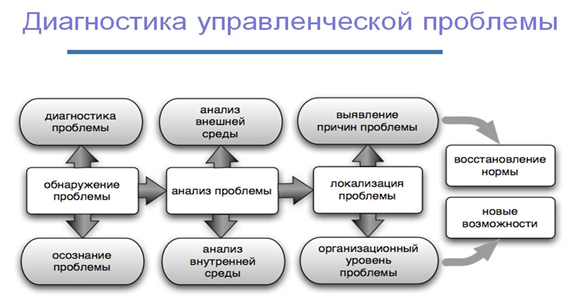 Диагностика управленческой проблемы
диагностика
проблемы
анализ
внешней
среды
выявление
причин проблемы
обнаружение
проблемы
анализ проблемы
локализация
проблемы
восстановление
нормы
новые
возможности
осознание
проблемы
анализ
внутренней
среды
организационный
уровень
проблемы